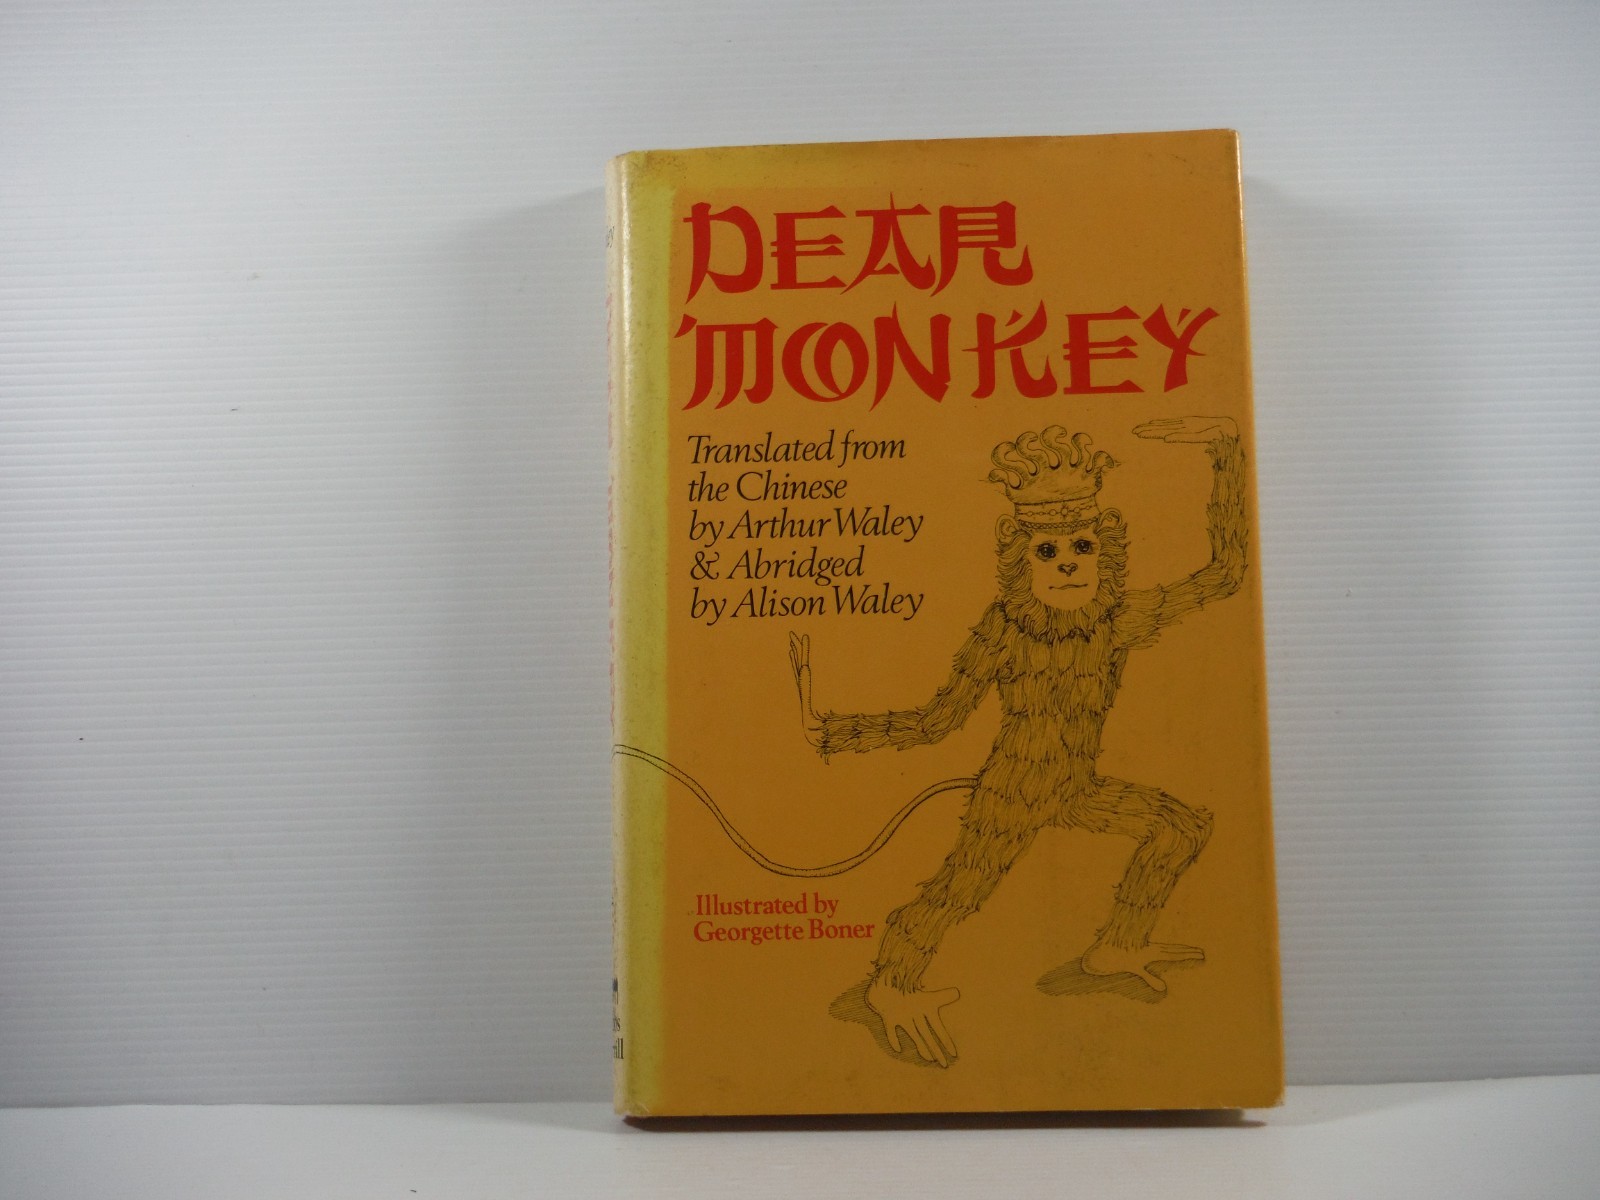 DEAR
MONKEY
Translated from
the Chinese
by Arthur Waley
& Abridged
by Alison Waley
Illustrated by
Georgette Boner